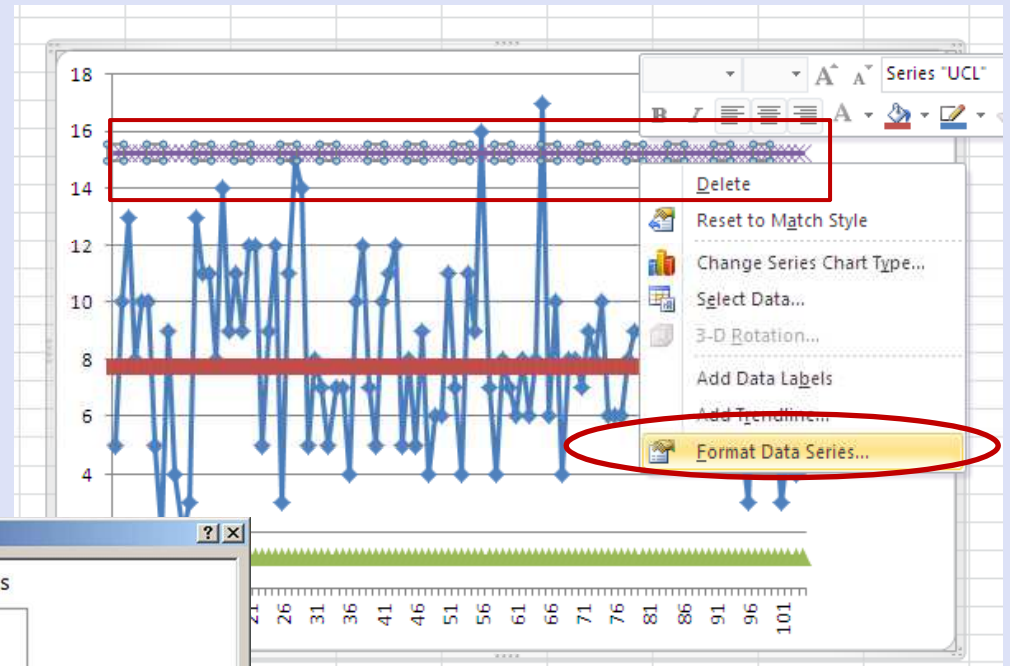 18
16
14
12
10
8
6
4
A A Series "UCL"
B I A
Delete
Reset to Match Style
Change Series Chart Type...
Select Data...
3-D Rotation...
Add Data Labels
Add Trendline...
Format Data Series...
? X
s
21 26 31 36 41 46 51 56 61 66 71 76 81 86 91 96 101